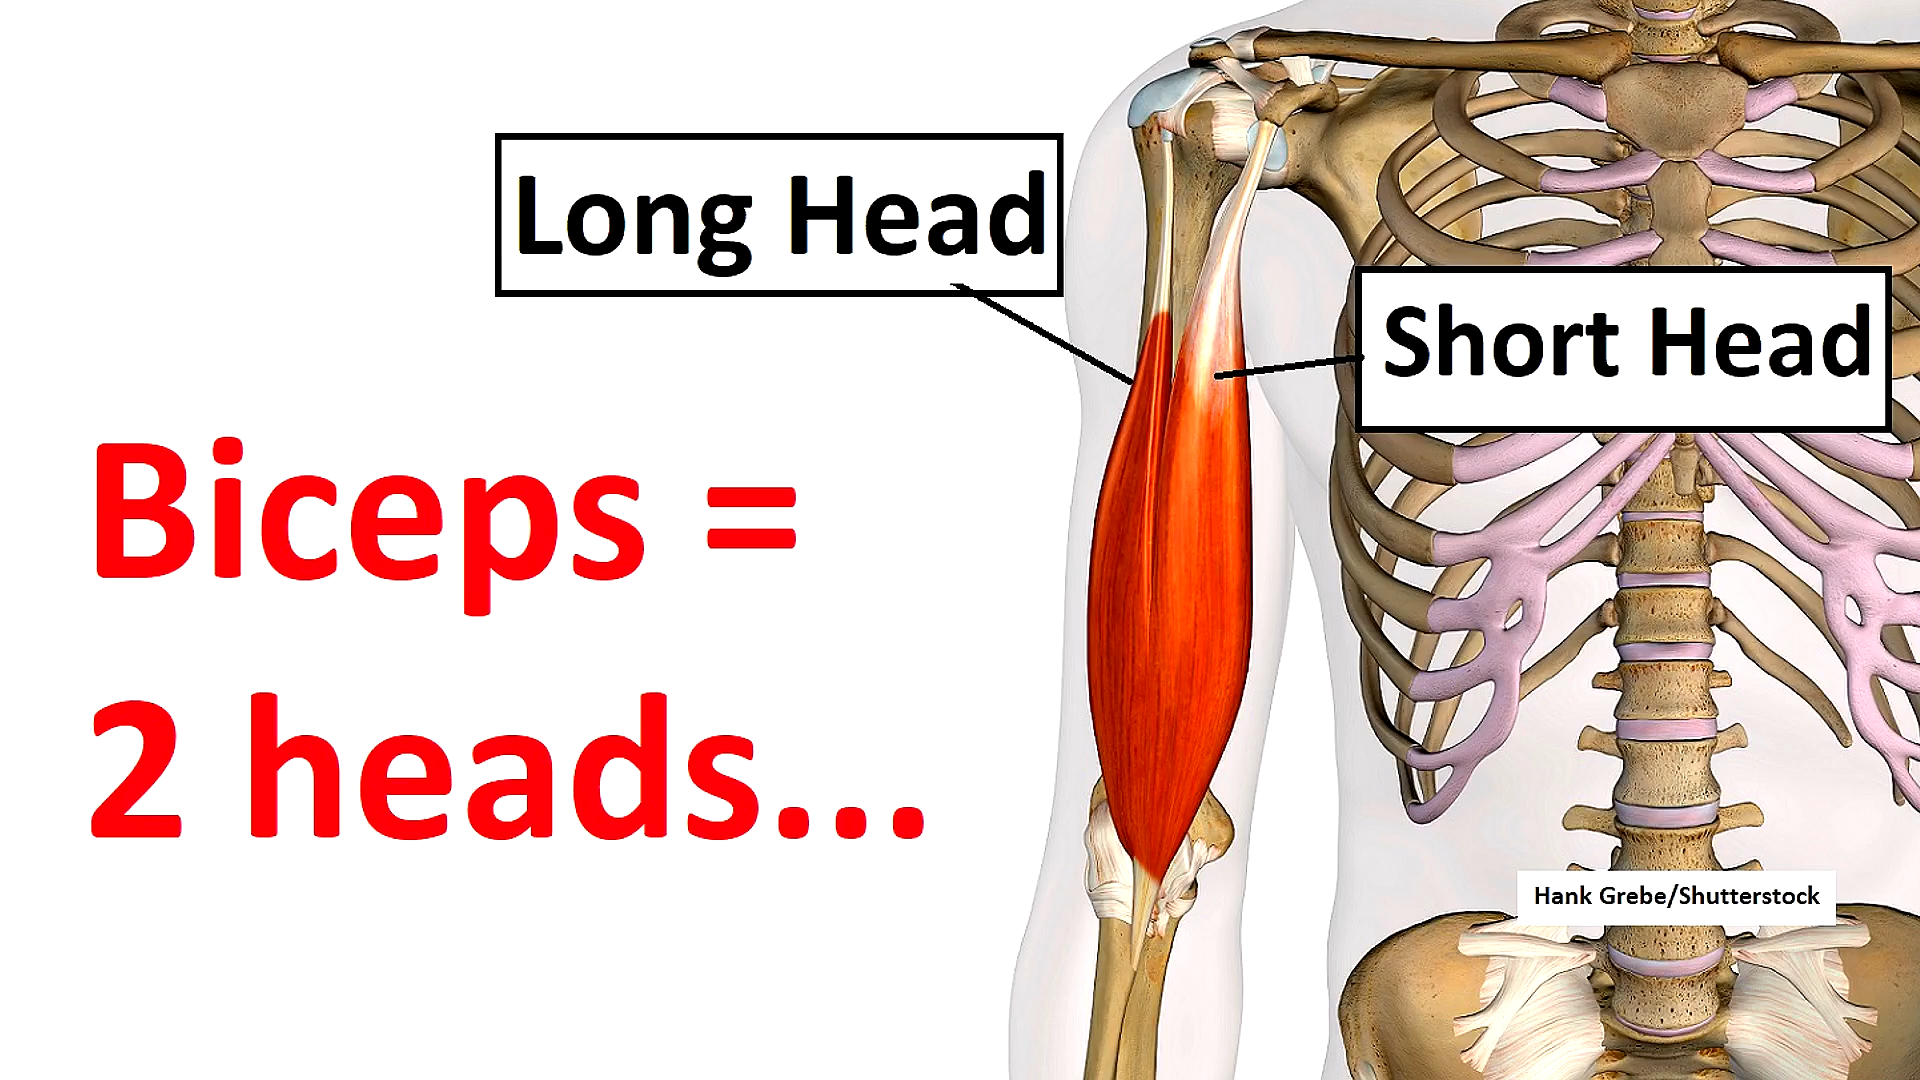 Long Head
Short Head
Biceps =
2 heads...
Hank Grebe/Shutterstock